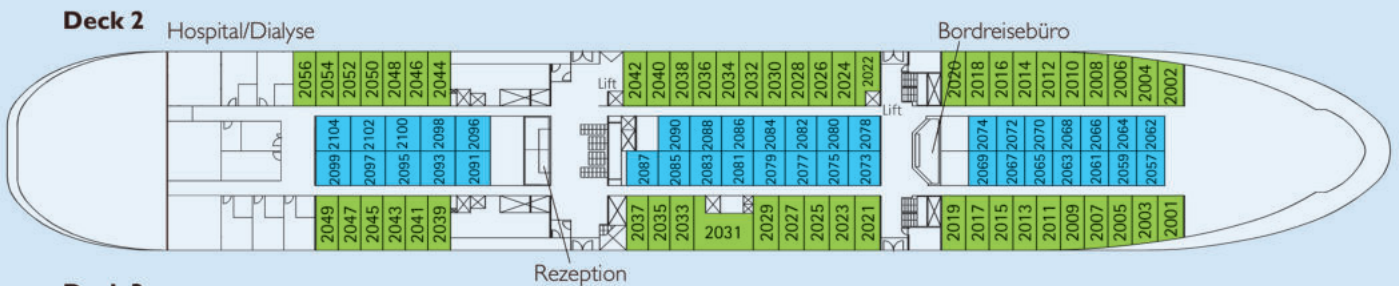 Deck 2
Hospital/Dialyse
Bordreisebüro
2056 2054 2052 2050 2048 2046 2044
Lift
2042 2040 2038 2036 2034 2032 2030 2028 2026 2024 2022
Lift
2020 2018 2016 2014 2012 2010 2008 2006 2004 2002
2104 2102 2100 2098 2096
2090 2088 2086 2084 2082 2080 2078
2074 2072 2070 2068 2066 2064 2062
2099 2097 2095 2093 2091
2087 2085 2083 2081 2079 2077 2075 2073
2069 2067 2065 2063 2061 2059 2057
2049 2047 2045 2043 2041 2039
2037 2035 2033 2031 2029 2027 2025 2023 2021
2019 2017 2015 2013 2011 2009 2007 2005 2003 2001
Rezeption